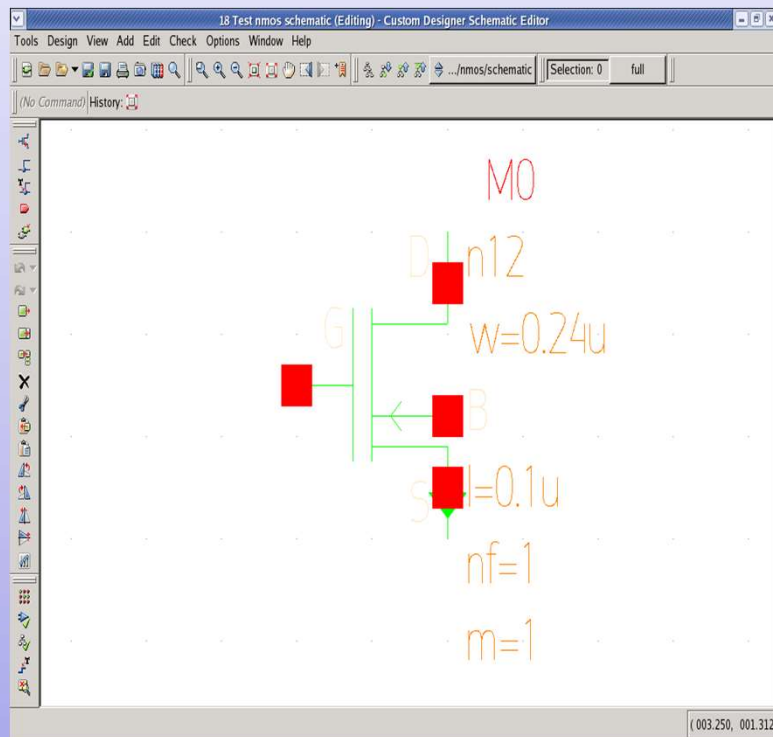 18 Test nmos schematic (Editing) - Custom Designer Schematic Editor
Tools Design View Add Edit Check Options Window Help
.../nmos/schematic Selection: 0 full
(No Command) History:
M0
D n12
G w=0.24u
B
S l=0.1u
nf=1
m=1
( 003.250, 001.312